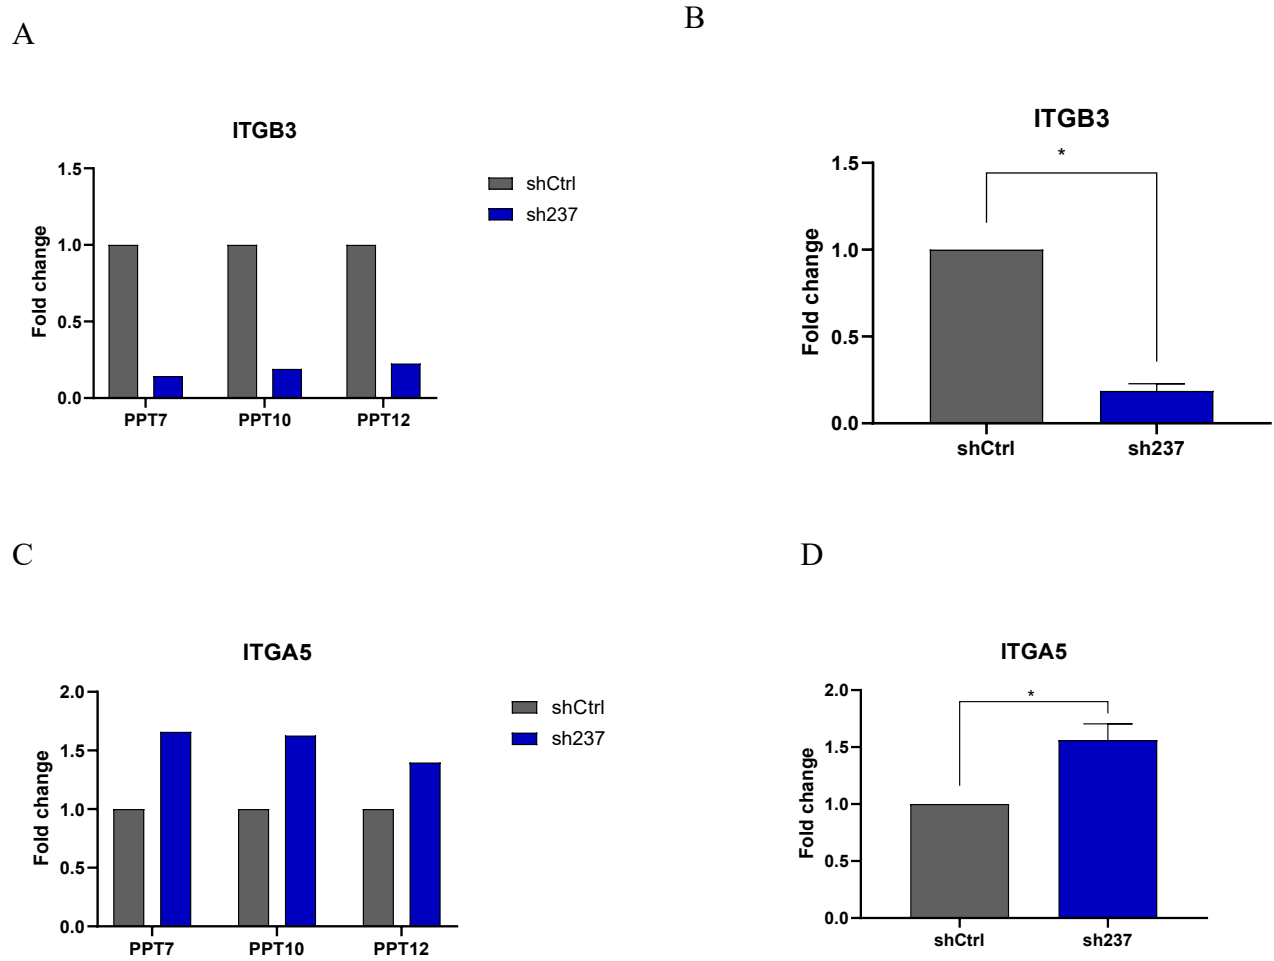 A
B
ITGB3
1.5
1.0
0.5
0.0
Fold change
PPT7
PPT10
PPT12
shCtrl
sh237
ITGB3
*
1.5
1.0
0.5
0.0
Fold change
shCtrl
sh237
C
D
ITGA5
2.0
1.5
1.0
0.5
0.0
Fold change
PPT7
PPT10
PPT12
shCtrl
sh237
ITGA5
*
2.0
1.5
1.0
0.5
0.0
Fold change
shCtrl
sh237